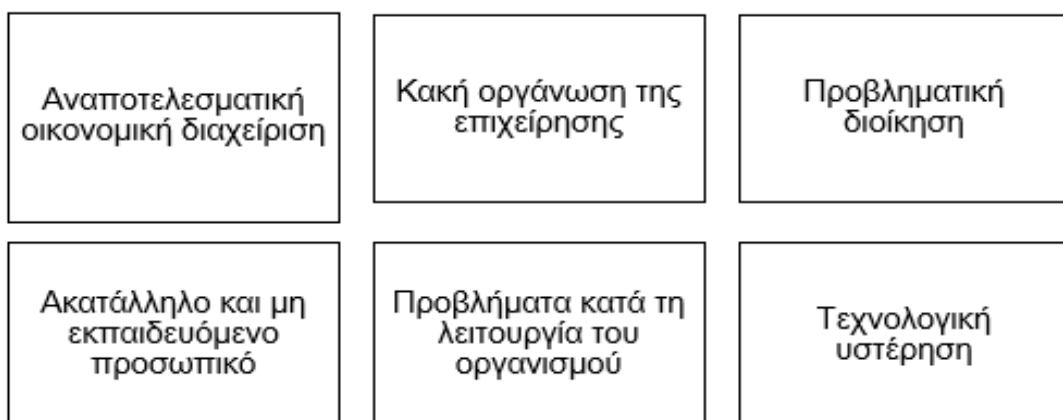 Αναποτελεσματική
οικονομική διαχείριση
Κακή οργάνωση της
επιχείρησης
Προβληματική
διοίκηση
Ακατάλληλο και μη
εκπαιδευόμενο
προσωπικό
Προβλήματα κατά τη
λειτουργία του
οργανισμού
Τεχνολογική
υστέρηση